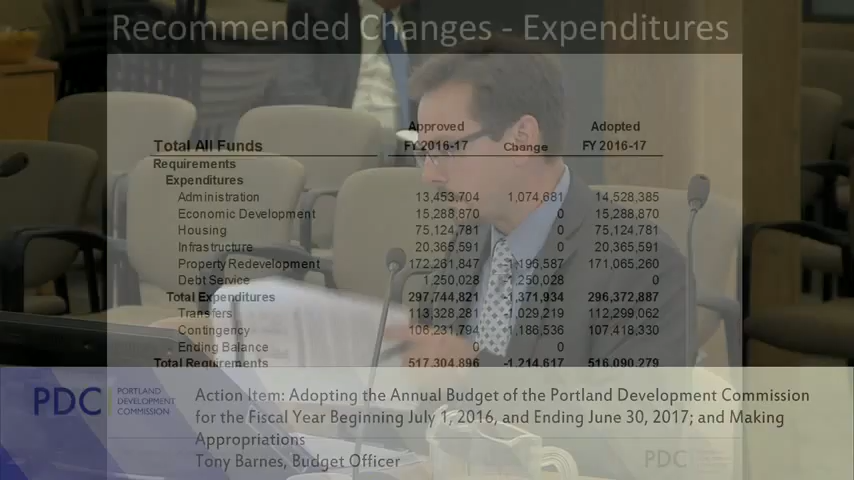 Recommended Changes - Expenditures
Approved Adopted
Total All Funds FY 2016-17 Change FY 2016-17
Requirements
Expenditures
Administration 13,453,704 1,074,681 14,528,385
Economic Development 15,288,870 0 15,288,870
Housing 75,124,781 0 75,124,781
Infrastructure 20,365,591 0 20,365,591
Property Redevelopment 172,261,847 -1,195,587 171,065,260
Debt Service 1,250,028 -1,250,028 0
Total Expenditures 297,744,821 -1,371,934 296,372,887
Transfers 113,328,281 -1,029,219 112,299,062
Contingency 106,231,794 1,186,536 107,418,330
Ending Balance 0 0 0
Total Requirements 517,304,896 -1,214,617 516,090,279
PDC PORTLAND
DEVELOPMENT
COMMISSION
Action Item: Adopting the Annual Budget of the Portland Development Commission
for the Fiscal Year Beginning July 1, 2016, and Ending June 30, 2017; and Making
Appropriations
Tony Barnes, Budget Officer
PDC